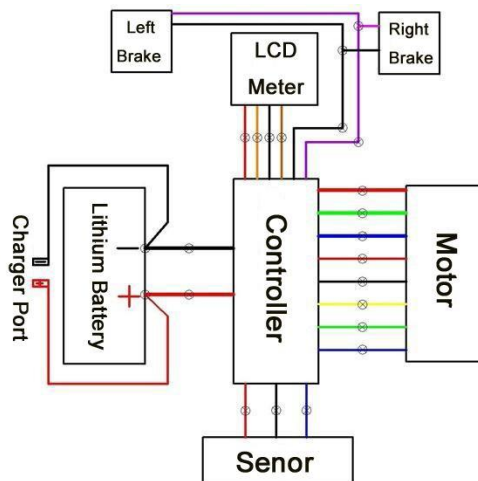 Left
Brake
LCD
Meter
Right
Brake
Charger Port
Lithium Battery
Controller
Motor
Senor